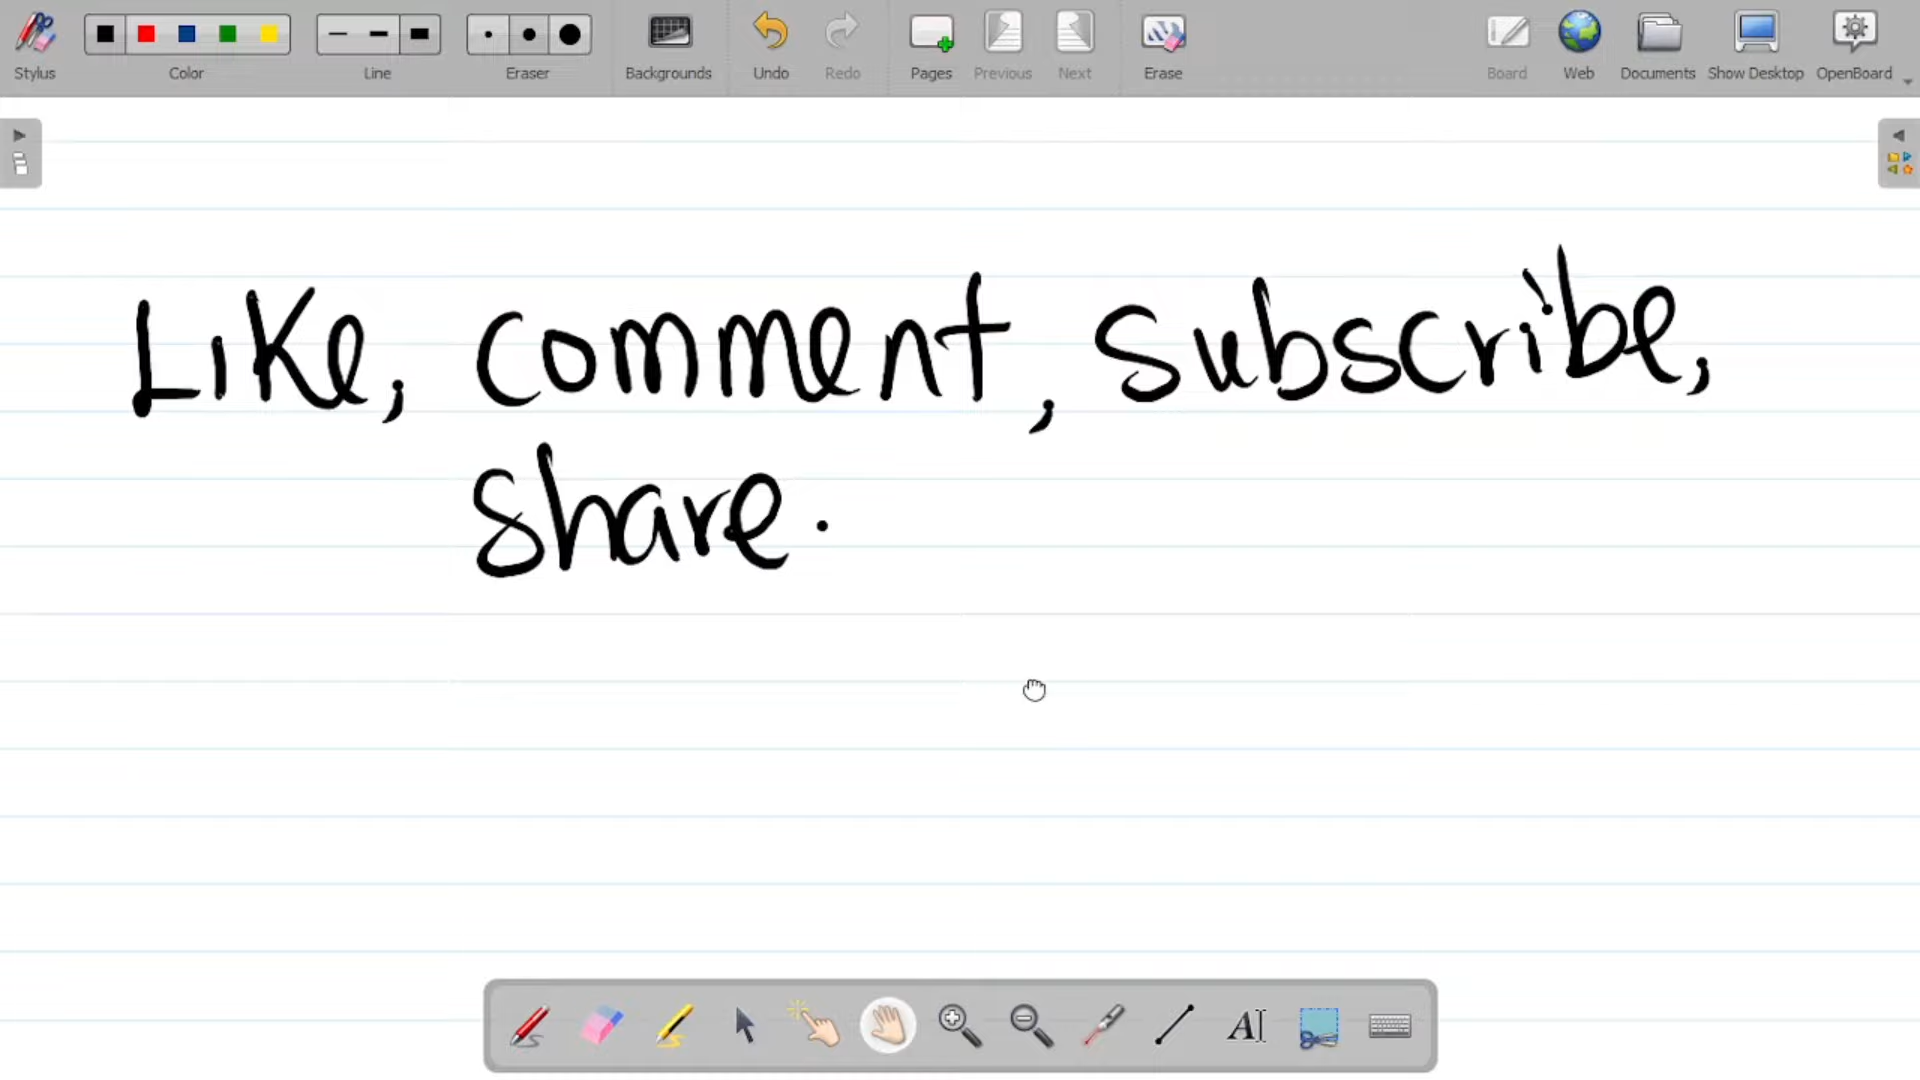 Stylus Color Line Eraser Backgrounds Undo Redo Pages Previous Next Erase Board Web Documents Show Desktop OpenBoard
Like, comment, subscribe,
share.
AI